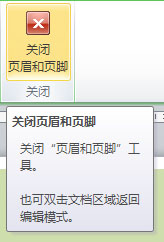 关闭
页眉和页脚
关闭
关闭页眉和页脚
关闭“页眉和页脚”工
具。
也可双击文档区域返回
编辑模式。